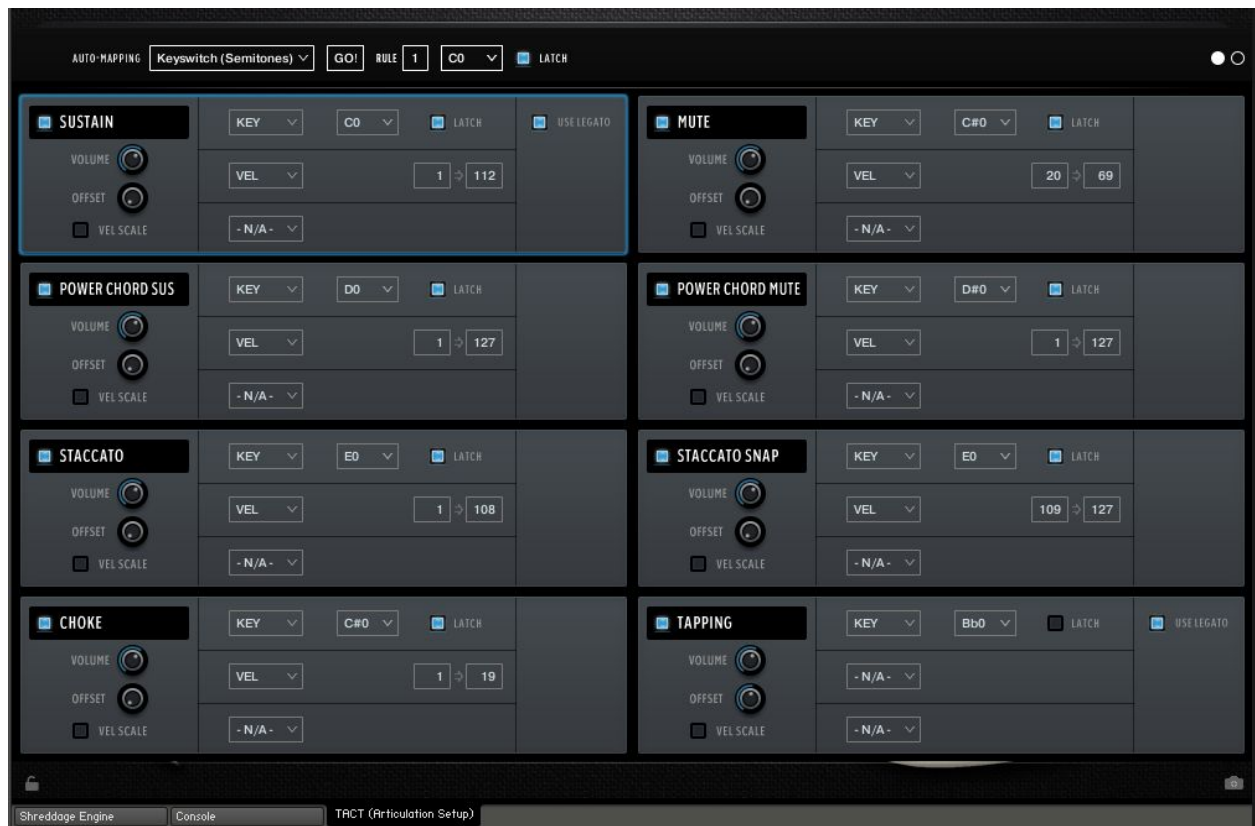 AUTO-MAPPING Keyswitch (Semitones) GO! RULE 1 C0 LATCH
SUSTAIN KEY C0 LATCH USE LEGATO
VOLUME
VEL 1 112
OFFSET
VEL SCALE - N/A -
MUTE KEY C#0 LATCH
VOLUME
VEL 20 69
OFFSET
VEL SCALE - N/A -
POWER CHORD SUS KEY D0 LATCH
VOLUME
VEL 1 127
OFFSET
VEL SCALE - N/A -
POWER CHORD MUTE KEY D#0 LATCH
VOLUME
VEL 1 127
OFFSET
VEL SCALE - N/A -
STACCATO KEY E0 LATCH
VOLUME
VEL 1 108
OFFSET
VEL SCALE - N/A -
STACCATO SNAP KEY E0 LATCH
VOLUME
VEL 109 127
OFFSET
VEL SCALE - N/A -
CHOKE KEY C#0 LATCH
VOLUME
VEL 1 19
OFFSET
VEL SCALE - N/A -
TAPPING KEY Bb0 LATCH USE LEGATO
VOLUME
- N/A -
OFFSET
VEL SCALE - N/A -
Shreddage Engine Console TACT (Articulation Setup)